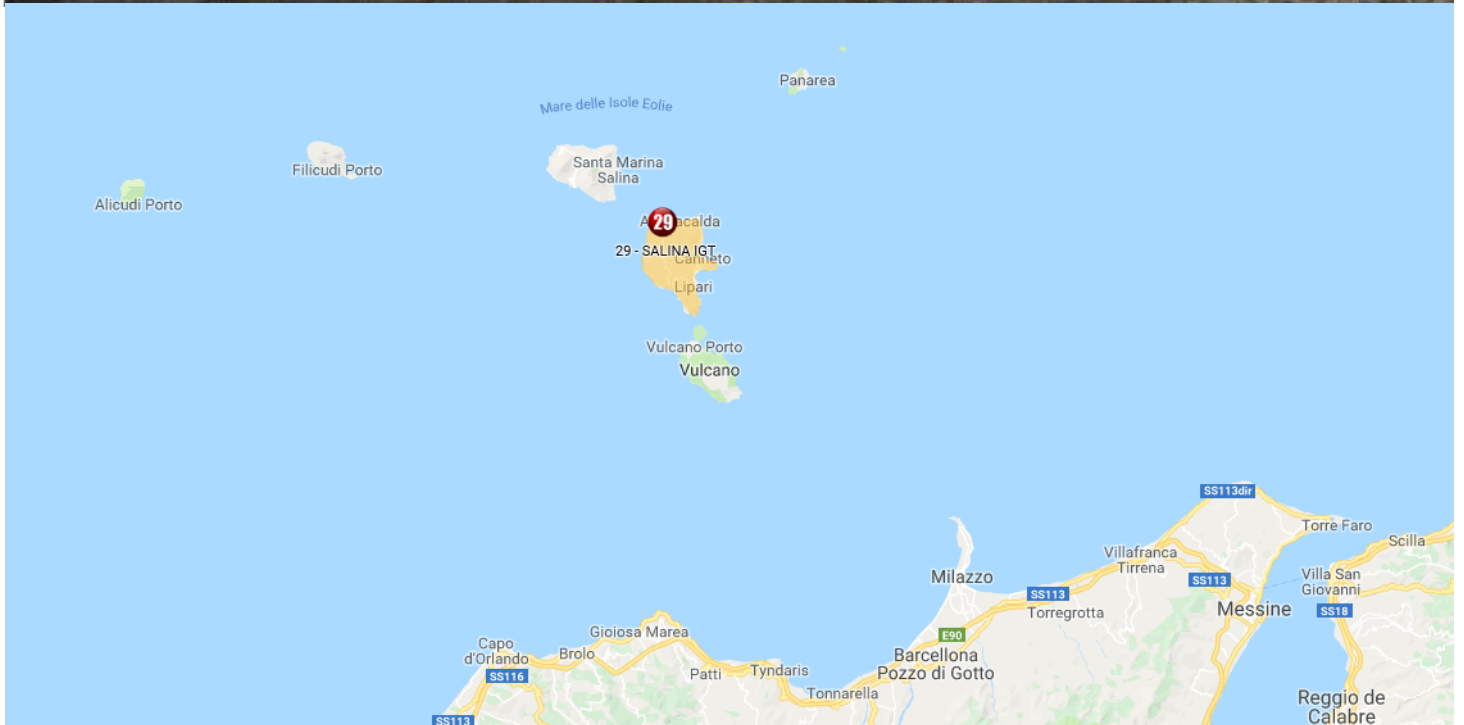 Panarea
Mare delle Isole Eolie
Filicudi Porto
Santa Marina
Salina
Alicudi Porto
29
acalda
29 - SALINA IGT
Canneto
Lipari
Vulcano Porto
Vulcano
SS113dir
Torre Faro
Scilla
Villafranca
Tirrena
Milazzo
SS113
Villa San
Giovanni
SS113
Torregrotta
Messine
SS18
Gioiosa Marea
E90
Capo
d'Orlando
Brolo
Barcellona
Pozzo di Gotto
SS116
Patti
Tyndaris
Tonnarella
Reggio de
Calabre
SS113